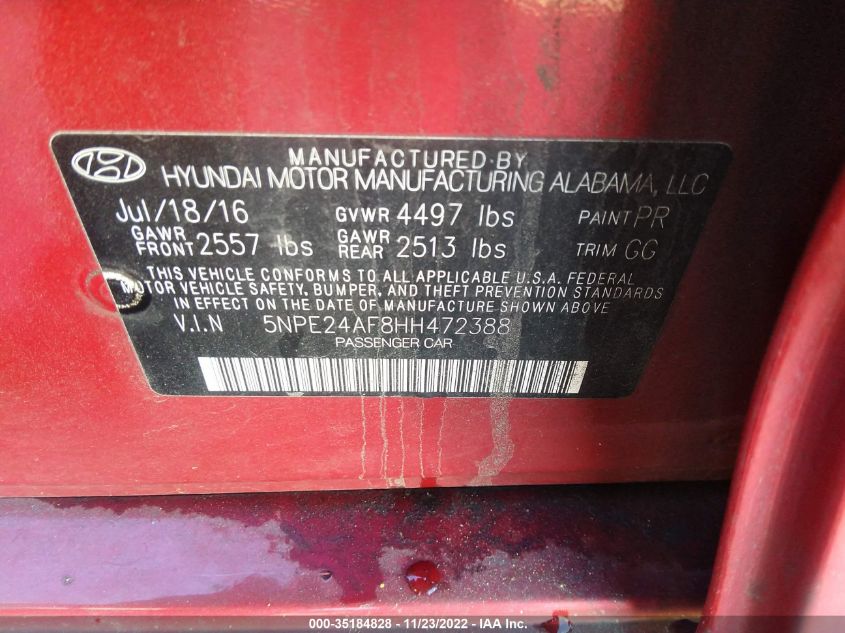 MANUFACTURED BY
HYUNDAI MOTOR MANUFACTURING ALABAMA, LLC
Jul/18/16 GVWR 4497 lbs PAINT PR
GAWR FRONT 2557 lbs GAWR REAR 2513 lbs TRIM GG
THIS VEHICLE CONFORMS TO ALL APPLICABLE U.S.A. FEDERAL
MOTOR VEHICLE SAFETY, BUMPER, AND THEFT PREVENTION STANDARDS
IN EFFECT ON THE DATE OF MANUFACTURE SHOWN ABOVE
V.I.N 5NPE24AF8HH472388
PASSENGER CAR
000-35184828 - 11/23/2022 - IAA Inc.